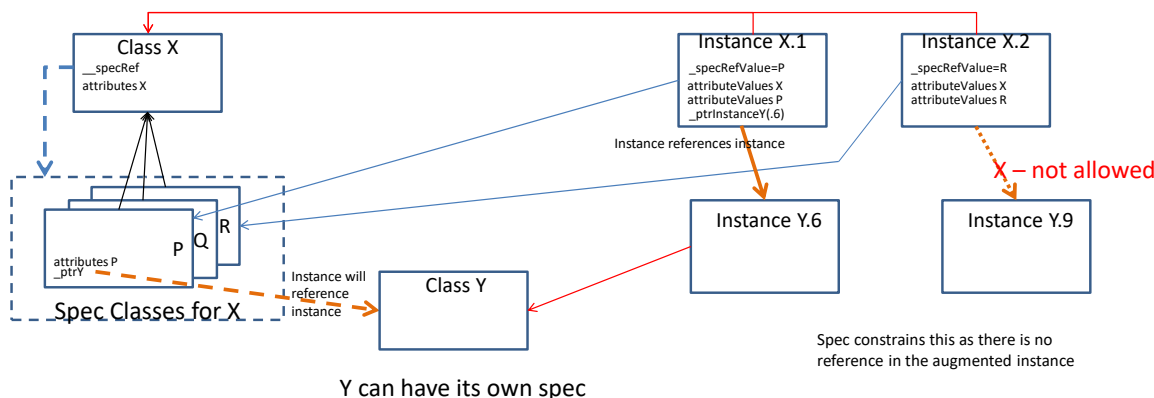 Class X
__specRef
attributes X
Instance X.1
_specRefValue=P
attributeValues X
attributeValues P
_ptrInstanceY(.6)
Instance X.2
_specRefValue=R
attributeValues X
attributeValues R
Instance references instance
X – not allowed
R
Q
P
attributes P
_ptrY
Spec Classes for X
Instance will
reference
instance
Class Y
Instance Y.6
Instance Y.9
Spec constrains this as there is no
reference in the augmented instance
Y can have its own spec